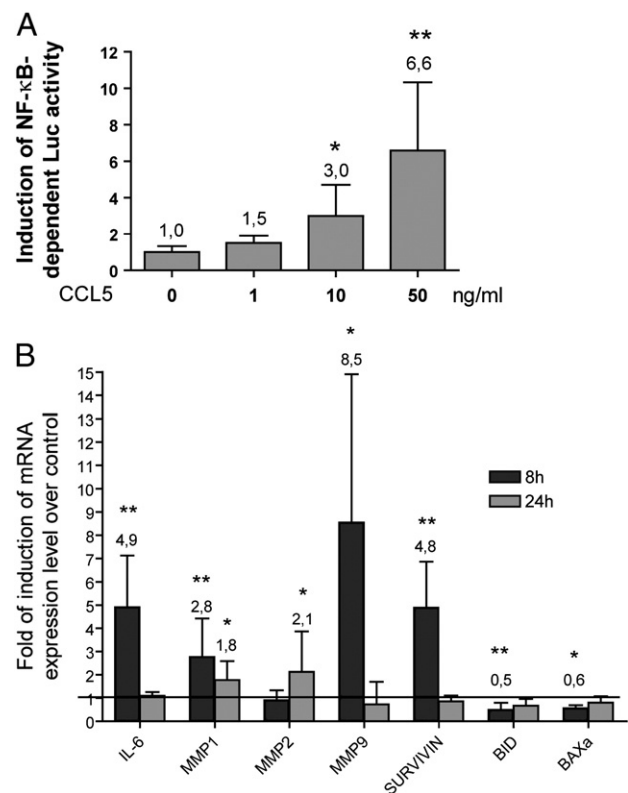 A
Induction of NF-κB-
dependent Luc activity
12
10
8
6
4
2
0
1,0
1,5
*
3,0
**
6,6
CCL5 0 1 10 50 ng/ml
B
Fold of induction of mRNA
expression level over control
15
14
13
12
11
10
9
8
7
6
5
4
3
2
1
0
**
4,9
**
2,8
*
1,8
*
2,1
*
8,5
**
4,8
**
0,5
*
0,6
8h
24h
IL-6
MMP1
MMP2
MMP9
SURVIVIN
BID
BAXa